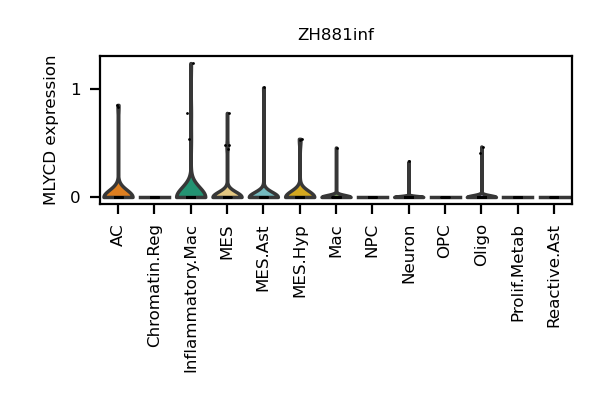 ZH881inf
MLYCD expression
1
0
AC
Chromatin.Reg
Inflammatory.Mac
MES
MES.Ast
MES.Hyp
Mac
NPC
Neuron
OPC
Oligo
Prolif.Metab
Reactive.Ast